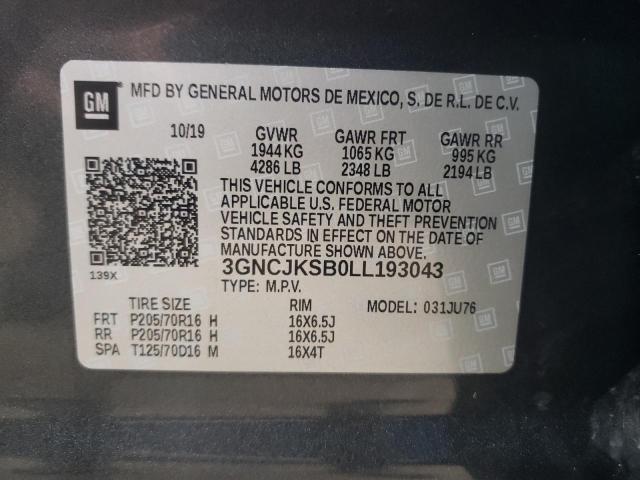 GM
MFD BY GENERAL MOTORS DE MEXICO, S. DE R.L. DE C.V.
10/19 GVWR GAWR FRT GAWR RR
1944 KG 1065 KG 995 KG
4286 LB 2348 LB 2194 LB
THIS VEHICLE CONFORMS TO ALL
APPLICABLE U.S. FEDERAL MOTOR
VEHICLE SAFETY AND THEFT PREVENTION
STANDARDS IN EFFECT ON THE DATE OF
MANUFACTURE SHOWN ABOVE.
139X 3GNCJKSB0LL193043
TYPE: M.P.V.
TIRE SIZE RIM MODEL: 031JU76
FRT P205/70R16 H 16X6.5J
RR P205/70R16 H 16X6.5J
SPA T125/70D16 M 16X4T